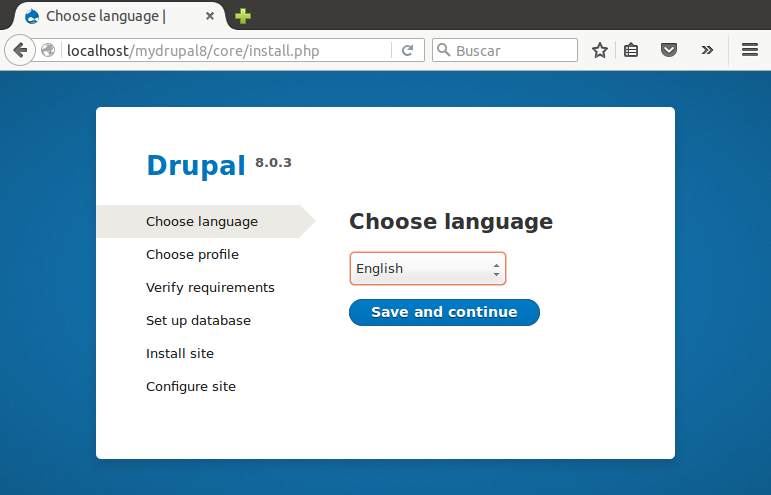 Choose language |
localhost/mydrupal8/core/install.php
Buscar
Drupal 8.0.3
Choose language
Choose profile
Verify requirements
Set up database
Install site
Configure site
Choose language
English
Save and continue